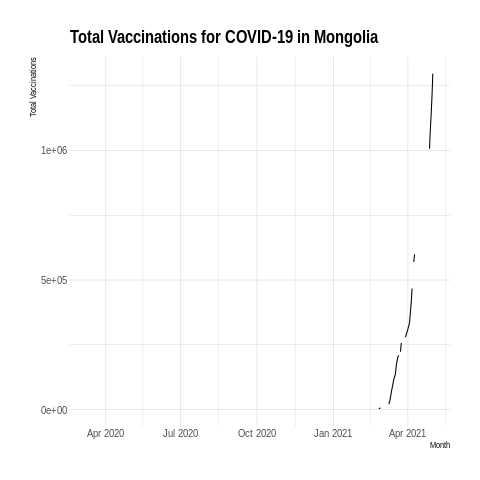 Total Vaccinations for COVID-19 in Mongolia
Total Vaccinations
1e+06
5e+05
0e+00
Apr 2020 Jul 2020 Oct 2020 Jan 2021 Apr 2021
Month